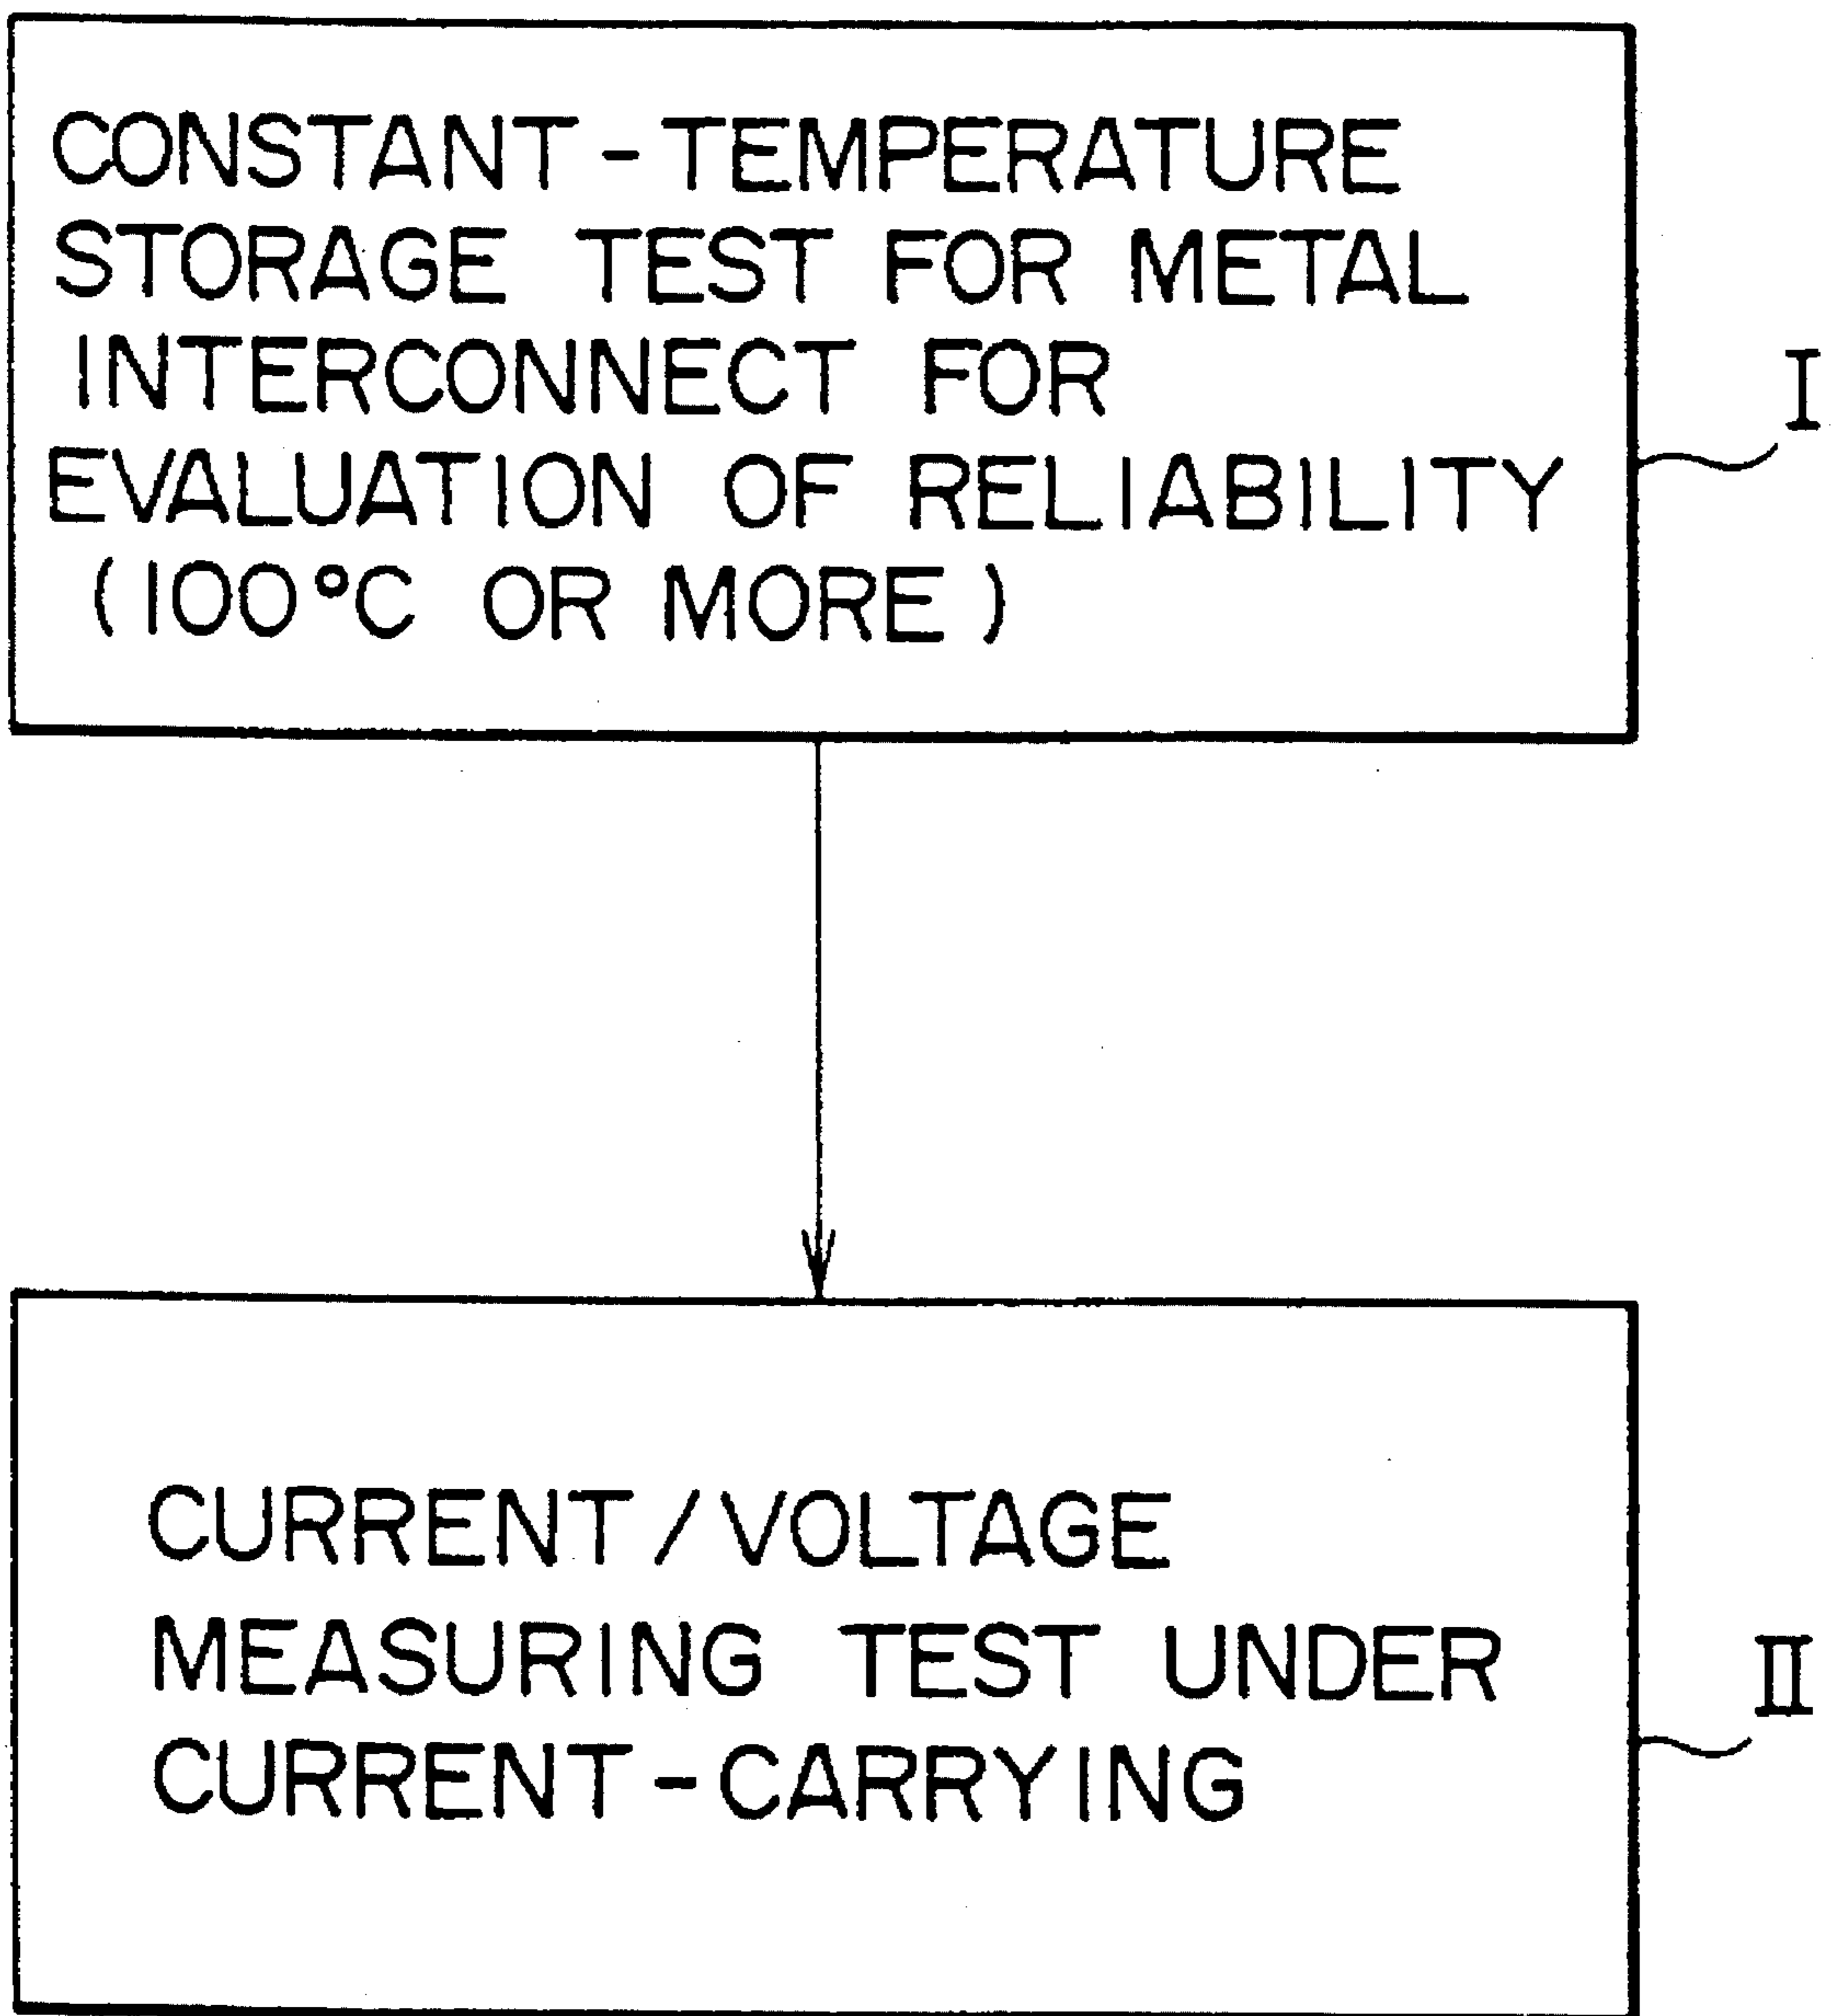 CONSTANT-TEMPERATURE
STORAGE TEST FOR METAL
INTERCONNECT FOR
EVALUATION OF RELIABILITY
(100°C OR MORE)
I
CURRENT/VOLTAGE
MEASURING TEST UNDER
CURRENT-CARRYING
II